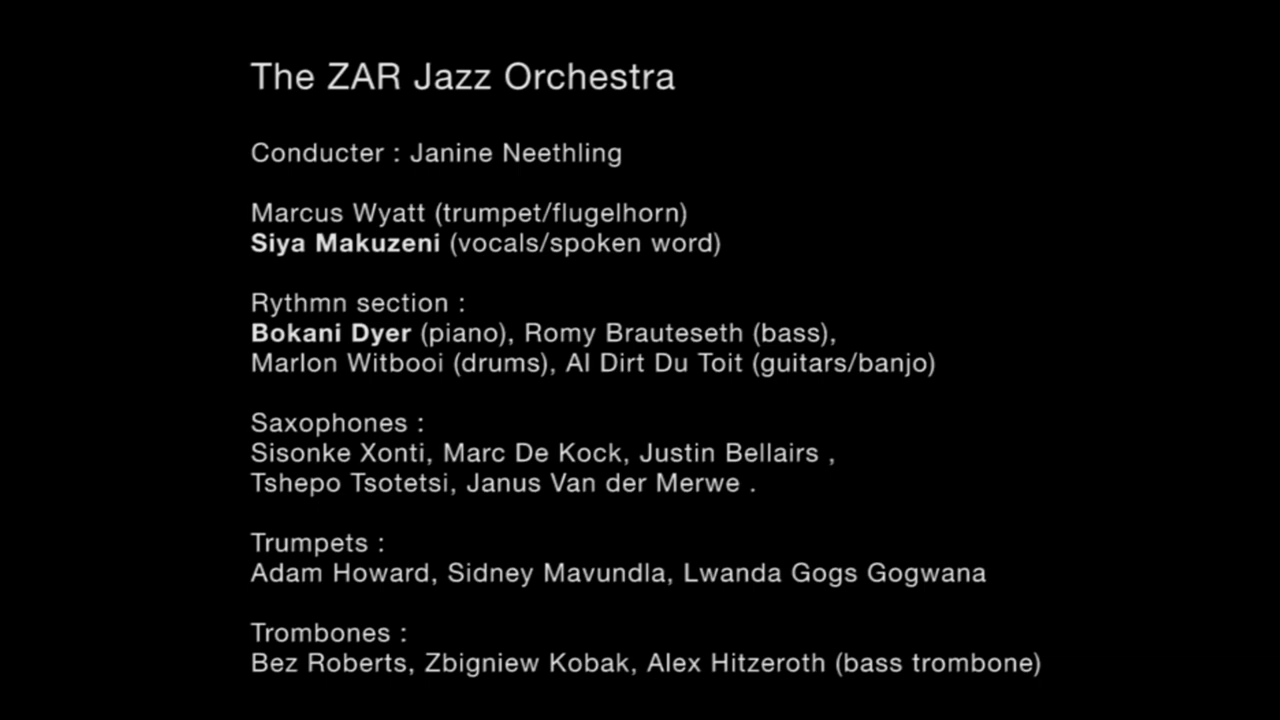 The ZAR Jazz Orchestra
Conducter : Janine Neethling
Marcus Wyatt (trumpet/flugelhorn)
Siya Makuzeni (vocals/spoken word)
Rythmn section :
Bokani Dyer (piano), Romy Brauteseth (bass),
Marlon Witbooi (drums), Al Dirt Du Toit (guitars/banjo)
Saxophones :
Sisonke Xonti, Marc De Kock, Justin Bellairs ,
Tshepo Tsotetsi, Janus Van der Merwe .
Trumpets :
Adam Howard, Sidney Mavundla, Lwanda Gogs Gogwana
Trombones :
Bez Roberts, Zbigniew Kobak, Alex Hitzeroth (bass trombone)